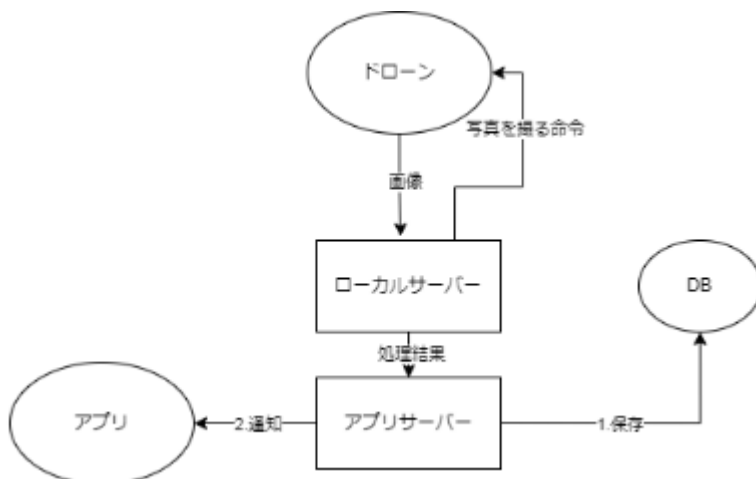 ドローン
写真を撮る命令
画像
ローカルサーバー
DB
処理結果
アプリ
2.通知
アプリサーバー
1.保存